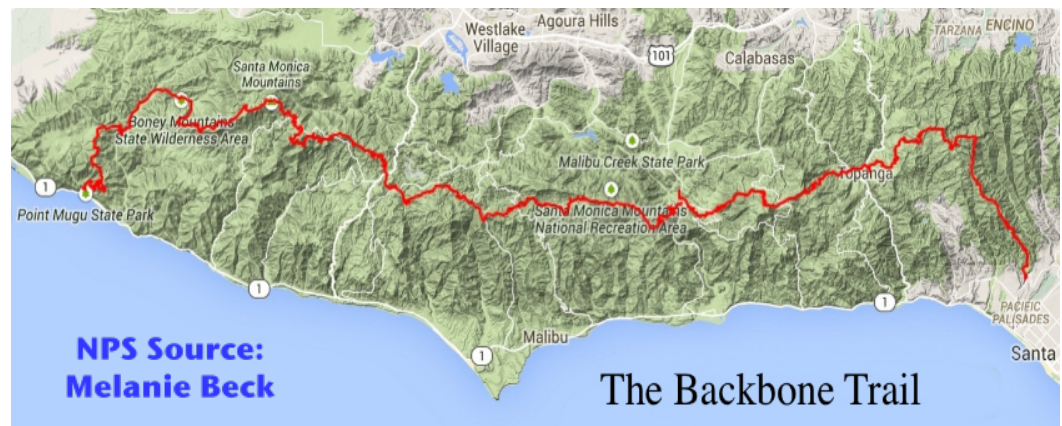 Westlake
Village
Agoura Hills
101
Calabasas
TARZANA
ENCINO
Santa Monica
Mountains
Boney Mountains
State Wilderness Area
Malibu Creek State Park
Topanga
1
Point Mugu State Park
Santa Monica Mountains
National Recreation Area
1
1
PACIFIC
PALISADES
Malibu
1
Santa
NPS Source:
Melanie Beck
The Backbone Trail